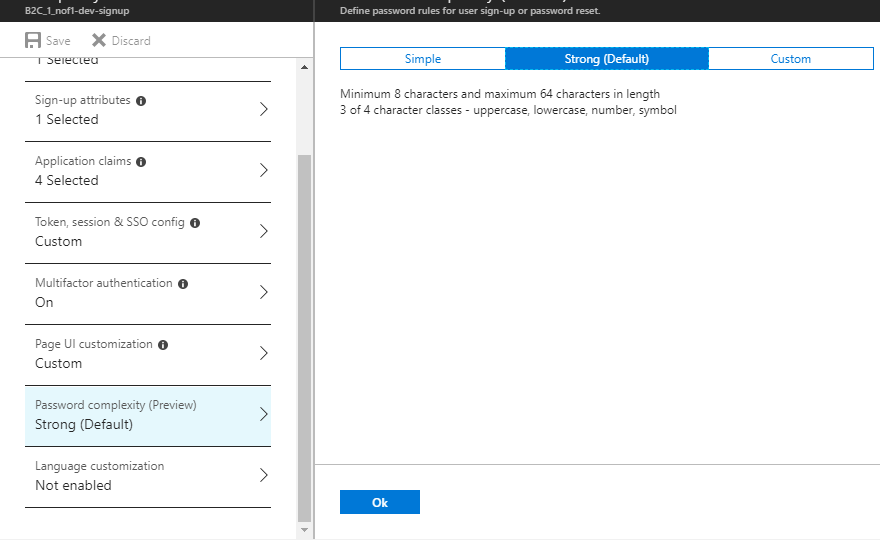 B2C_1_nof1-dev-signup
Save
Discard
1 Selected
Sign-up attributes
1 Selected
Application claims
4 Selected
Token, session & SSO config
Custom
Multifactor authentication
On
Page UI customization
Custom
Password complexity (Preview)
Strong (Default)
Language customization
Not enabled
Define password rules for user sign-up or password reset.
Simple
Strong (Default)
Custom
Minimum 8 characters and maximum 64 characters in length
3 of 4 character classes - uppercase, lowercase, number, symbol
Ok